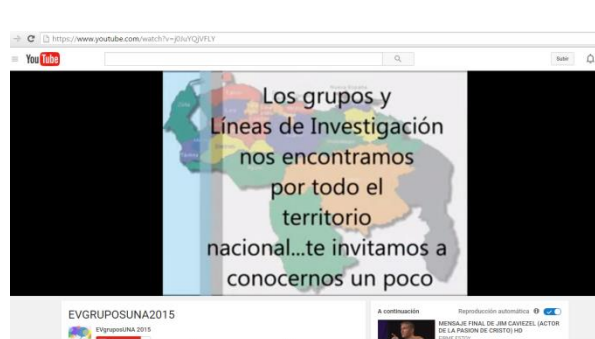 https://www.youtube.com/watch?v=j03uYQjVFLY
You Tube
Subir
Los grupos y
Líneas de Investigación
nos encontramos
por todo el
territorio
nacional...te invitamos a
conocernos un poco
EVGRUPOSUNA2015
EVgruposUNA 2015
A continuación
Reproducción automática
MENSAJE FINAL DE JIM CAVIEZEL (ACTOR
DE LA PASION DE CRISTO) HD